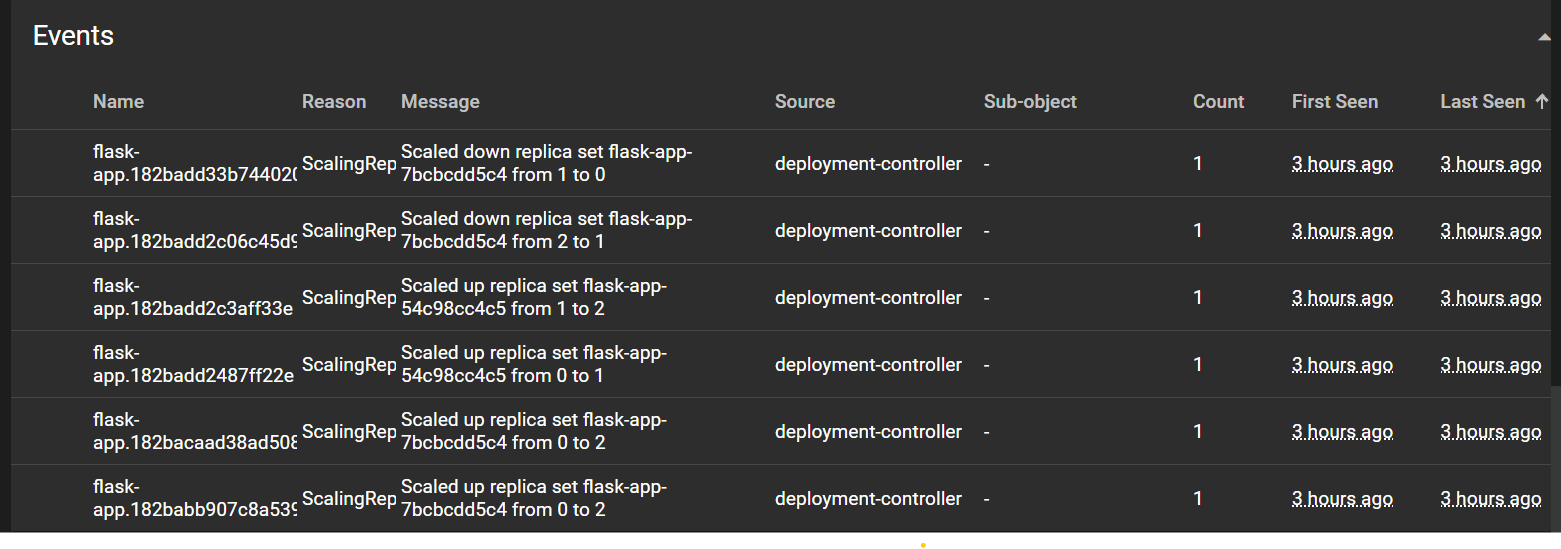 Events
Name Reason Message Source Sub-object Count First Seen Last Seen
flask- Scaled down replica set flask-app-
app.182badd33b744020 ScalingRep 7bcbcdd5c4 from 1 to 0 deployment-controller - 1 3 hours ago 3 hours ago
flask- Scaled down replica set flask-app-
app.182badd2c06c45d9 ScalingRep 7bcbcdd5c4 from 2 to 1 deployment-controller - 1 3 hours ago 3 hours ago
flask- Scaled up replica set flask-app-
app.182badd2c3aff33e ScalingRep 54c98cc4c5 from 1 to 2 deployment-controller - 1 3 hours ago 3 hours ago
flask- Scaled up replica set flask-app-
app.182badd2487ff22e ScalingRep 54c98cc4c5 from 0 to 1 deployment-controller - 1 3 hours ago 3 hours ago
flask- Scaled up replica set flask-app-
app.182bacaad38ad508 ScalingRep 7bcbcdd5c4 from 0 to 2 deployment-controller - 1 3 hours ago 3 hours ago
flask- Scaled up replica set flask-app-
app.182babb907c8a539 ScalingRep 7bcbcdd5c4 from 0 to 2 deployment-controller - 1 3 hours ago 3 hours ago